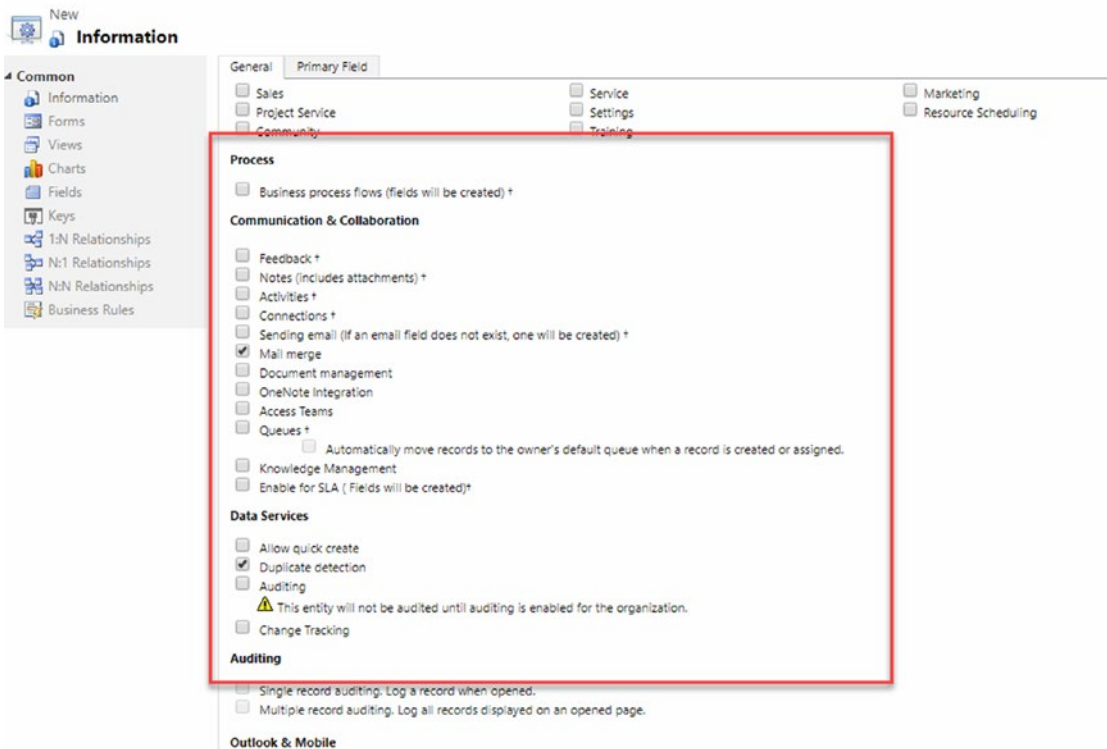 New
Information
Common
Information
Forms
Views
Charts
Fields
Keys
1:N Relationships
N:1 Relationships
N:N Relationships
Business Rules
General Primary Field
Sales Service Marketing
Project Service Settings Resource Scheduling
Community Training
Process
Business process flows (fields will be created) †
Communication & Collaboration
Feedback †
Notes (includes attachments) †
Activities †
Connections †
Sending email (If an email field does not exist, one will be created) †
Mail merge
Document management
OneNote Integration
Access Teams
Queues †
Automatically move records to the owner's default queue when a record is created or assigned.
Knowledge Management
Enable for SLA ( Fields will be created)†
Data Services
Allow quick create
Duplicate detection
Auditing
This entity will not be audited until auditing is enabled for the organization.
Change Tracking
Auditing
Single record auditing. Log a record when opened.
Multiple record auditing. Log all records displayed on an opened page.
Outlook & Mobile